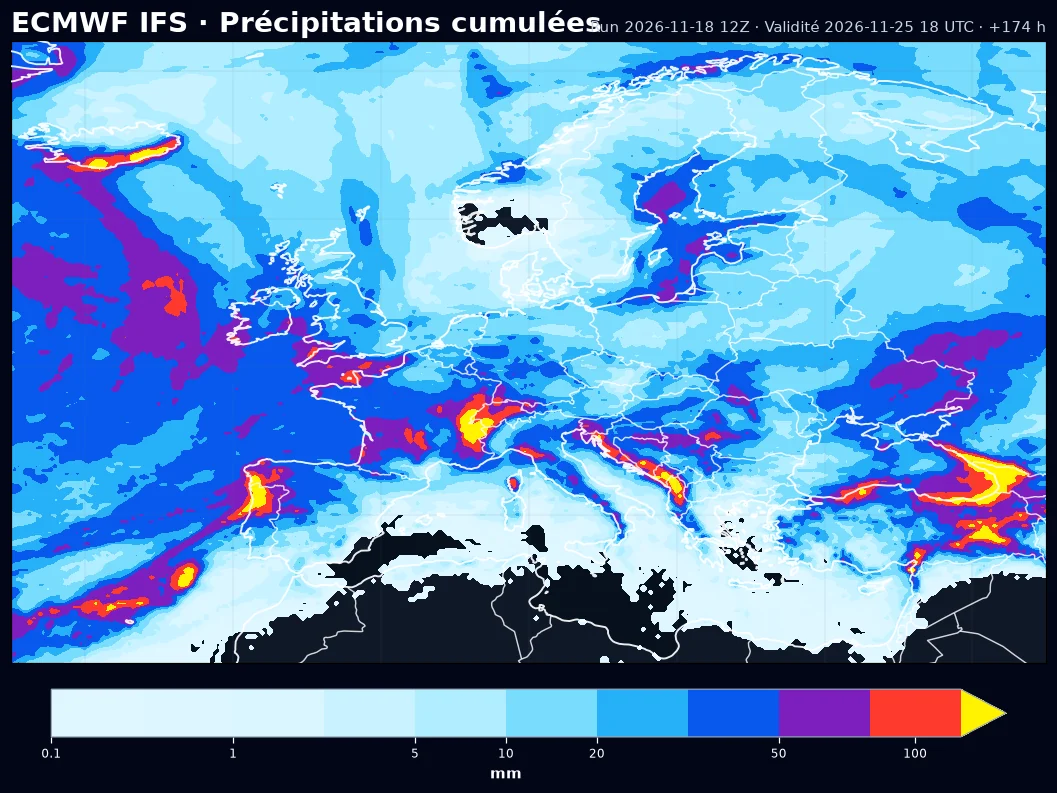 ECMWF IFS · Précipitations cumulées
Run 2026-11-18 12Z · Validité 2026-11-25 18 UTC · +174 h
0.1 1 5 10 20 50 100
mm